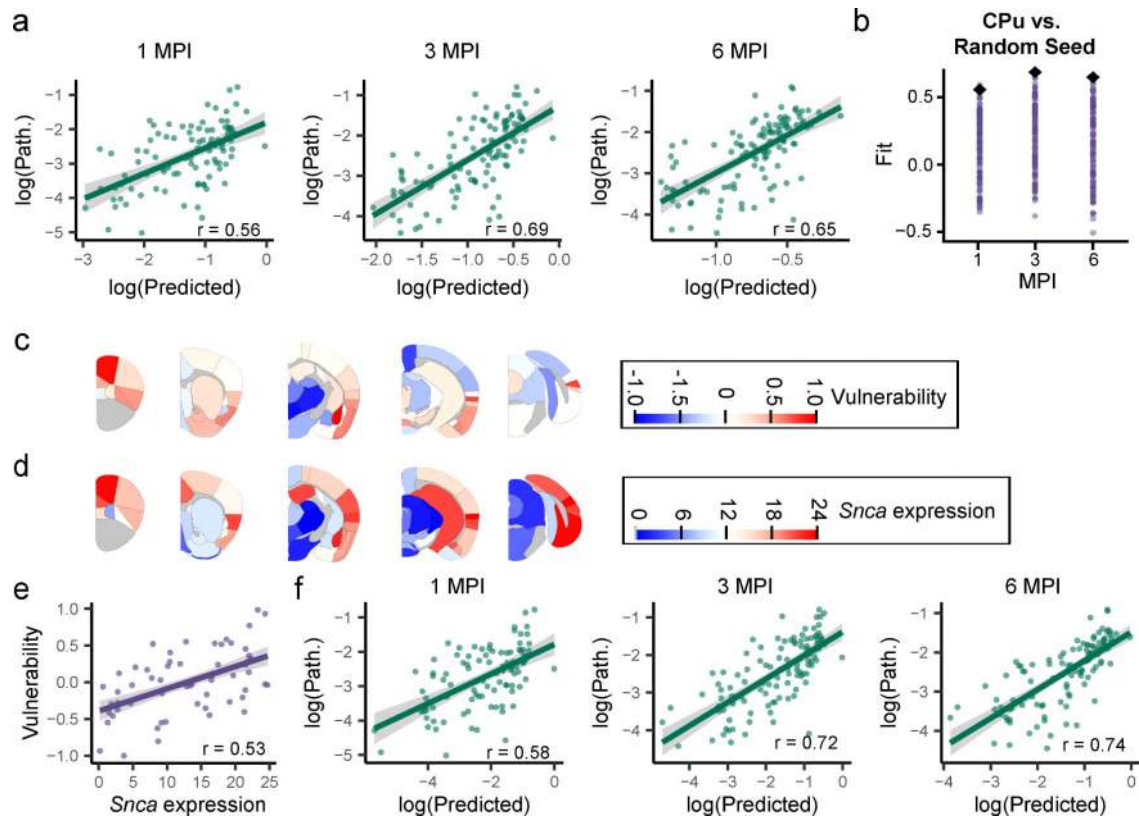 a
1 MPI
3 MPI
6 MPI
b
CPu vs.
Random Seed
log(Path.)
−1
−2
−3
−4
−5
−3
−2
−1
0
r = 0.56
log(Predicted)
log(Path.)
−1
−2
−3
−4
−2.0
−1.5
−1.0
−0.5
0.0
r = 0.69
log(Predicted)
log(Path.)
−1
−2
−3
−4
−1.0
−0.5
r = 0.65
log(Predicted)
Fit
0.5
0.0
−0.5
1
3
6
MPI
c
-1.0
-1.5
0
0.5
1.0
Vulnerability
d
0
6
12
18
24
Snca expression
e
Vulnerability
1.0
0.5
0.0
−0.5
−1.0
0
5
10
15
20
25
r = 0.53
Snca expression
f
1 MPI
3 MPI
6 MPI
log(Path.)
−1
−2
−3
−4
−5
−4
−2
0
r = 0.58
log(Predicted)
log(Path.)
−1
−2
−3
−4
−4
−3
−2
−1
0
r = 0.72
log(Predicted)
log(Path.)
−1
−2
−3
−4
−4
−3
−2
−1
0
r = 0.74
log(Predicted)